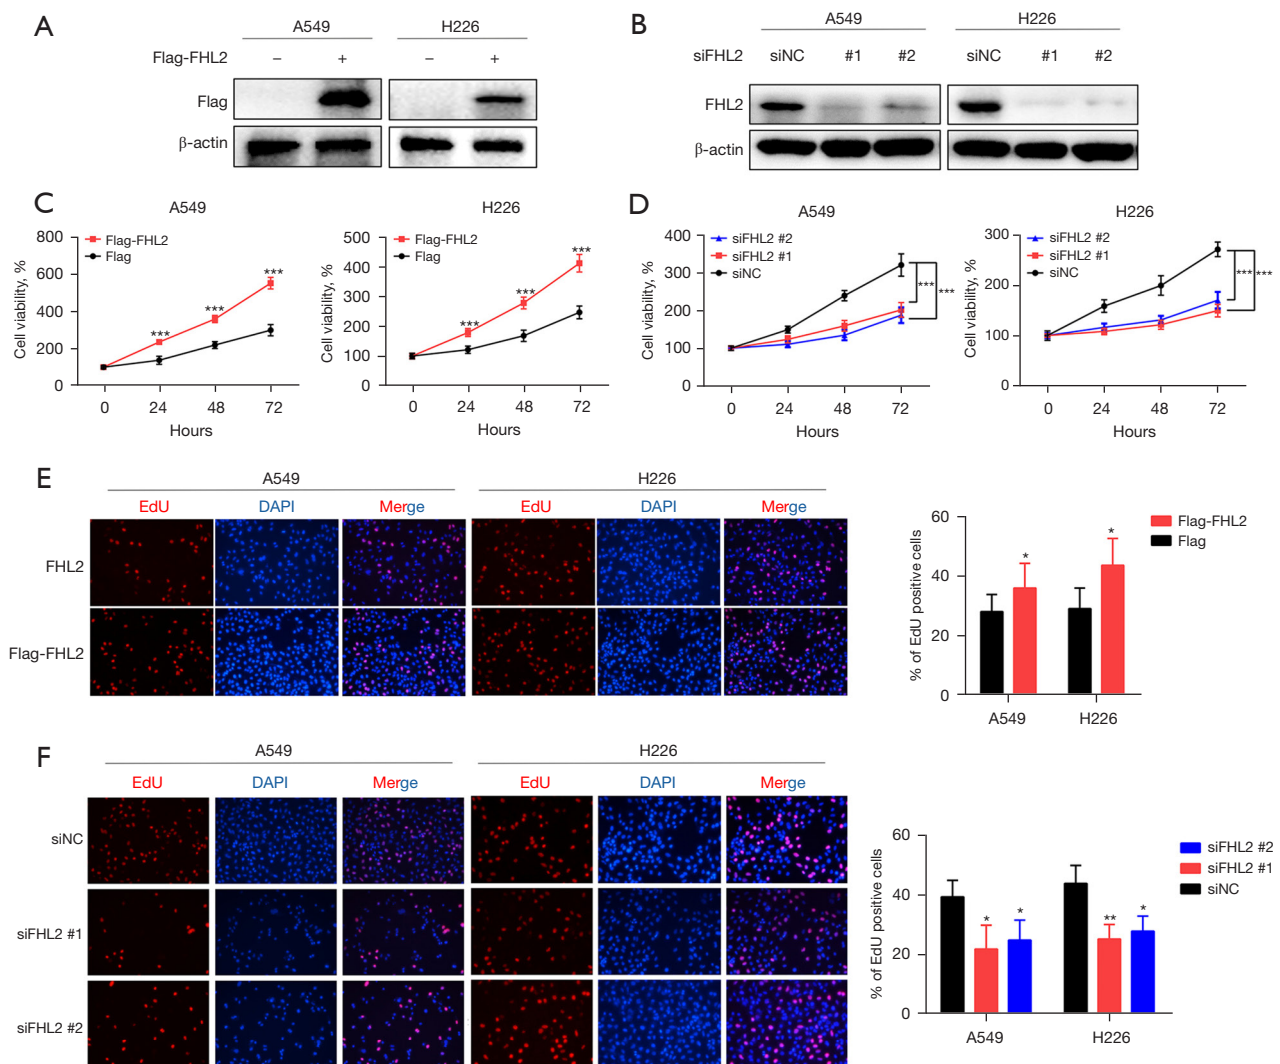 A
A549
H226
Flag-FHL2
−
+
−
+
Flag
β-actin
B
A549
H226
siFHL2
siNC
#1
#2
siNC
#1
#2
FHL2
β-actin
C
A549
Cell viability, %
800
600
400
200
0
Flag-FHL2
Flag
***
***
***
0
24
48
72
Hours
H226
Cell viability, %
500
400
300
200
100
0
Flag-FHL2
Flag
***
***
***
0
24
48
72
Hours
D
A549
Cell viability, %
400
300
200
100
0
siFHL2 #2
siFHL2 #1
siNC
***
***
0
24
48
72
Hours
H226
Cell viability, %
300
200
100
0
siFHL2 #2
siFHL2 #1
siNC
***
***
0
24
48
72
Hours
E
A549
H226
EdU
DAPI
Merge
EdU
DAPI
Merge
FHL2
Flag-FHL2
% of EdU positive cells
60
40
20
0
*
*
A549
H226
Flag-FHL2
Flag
F
A549
H226
EdU
DAPI
Merge
EdU
DAPI
Merge
siNC
siFHL2 #1
siFHL2 #2
% of EdU positive cells
60
40
20
0
*
*
**
*
A549
H226
siFHL2 #2
siFHL2 #1
siNC